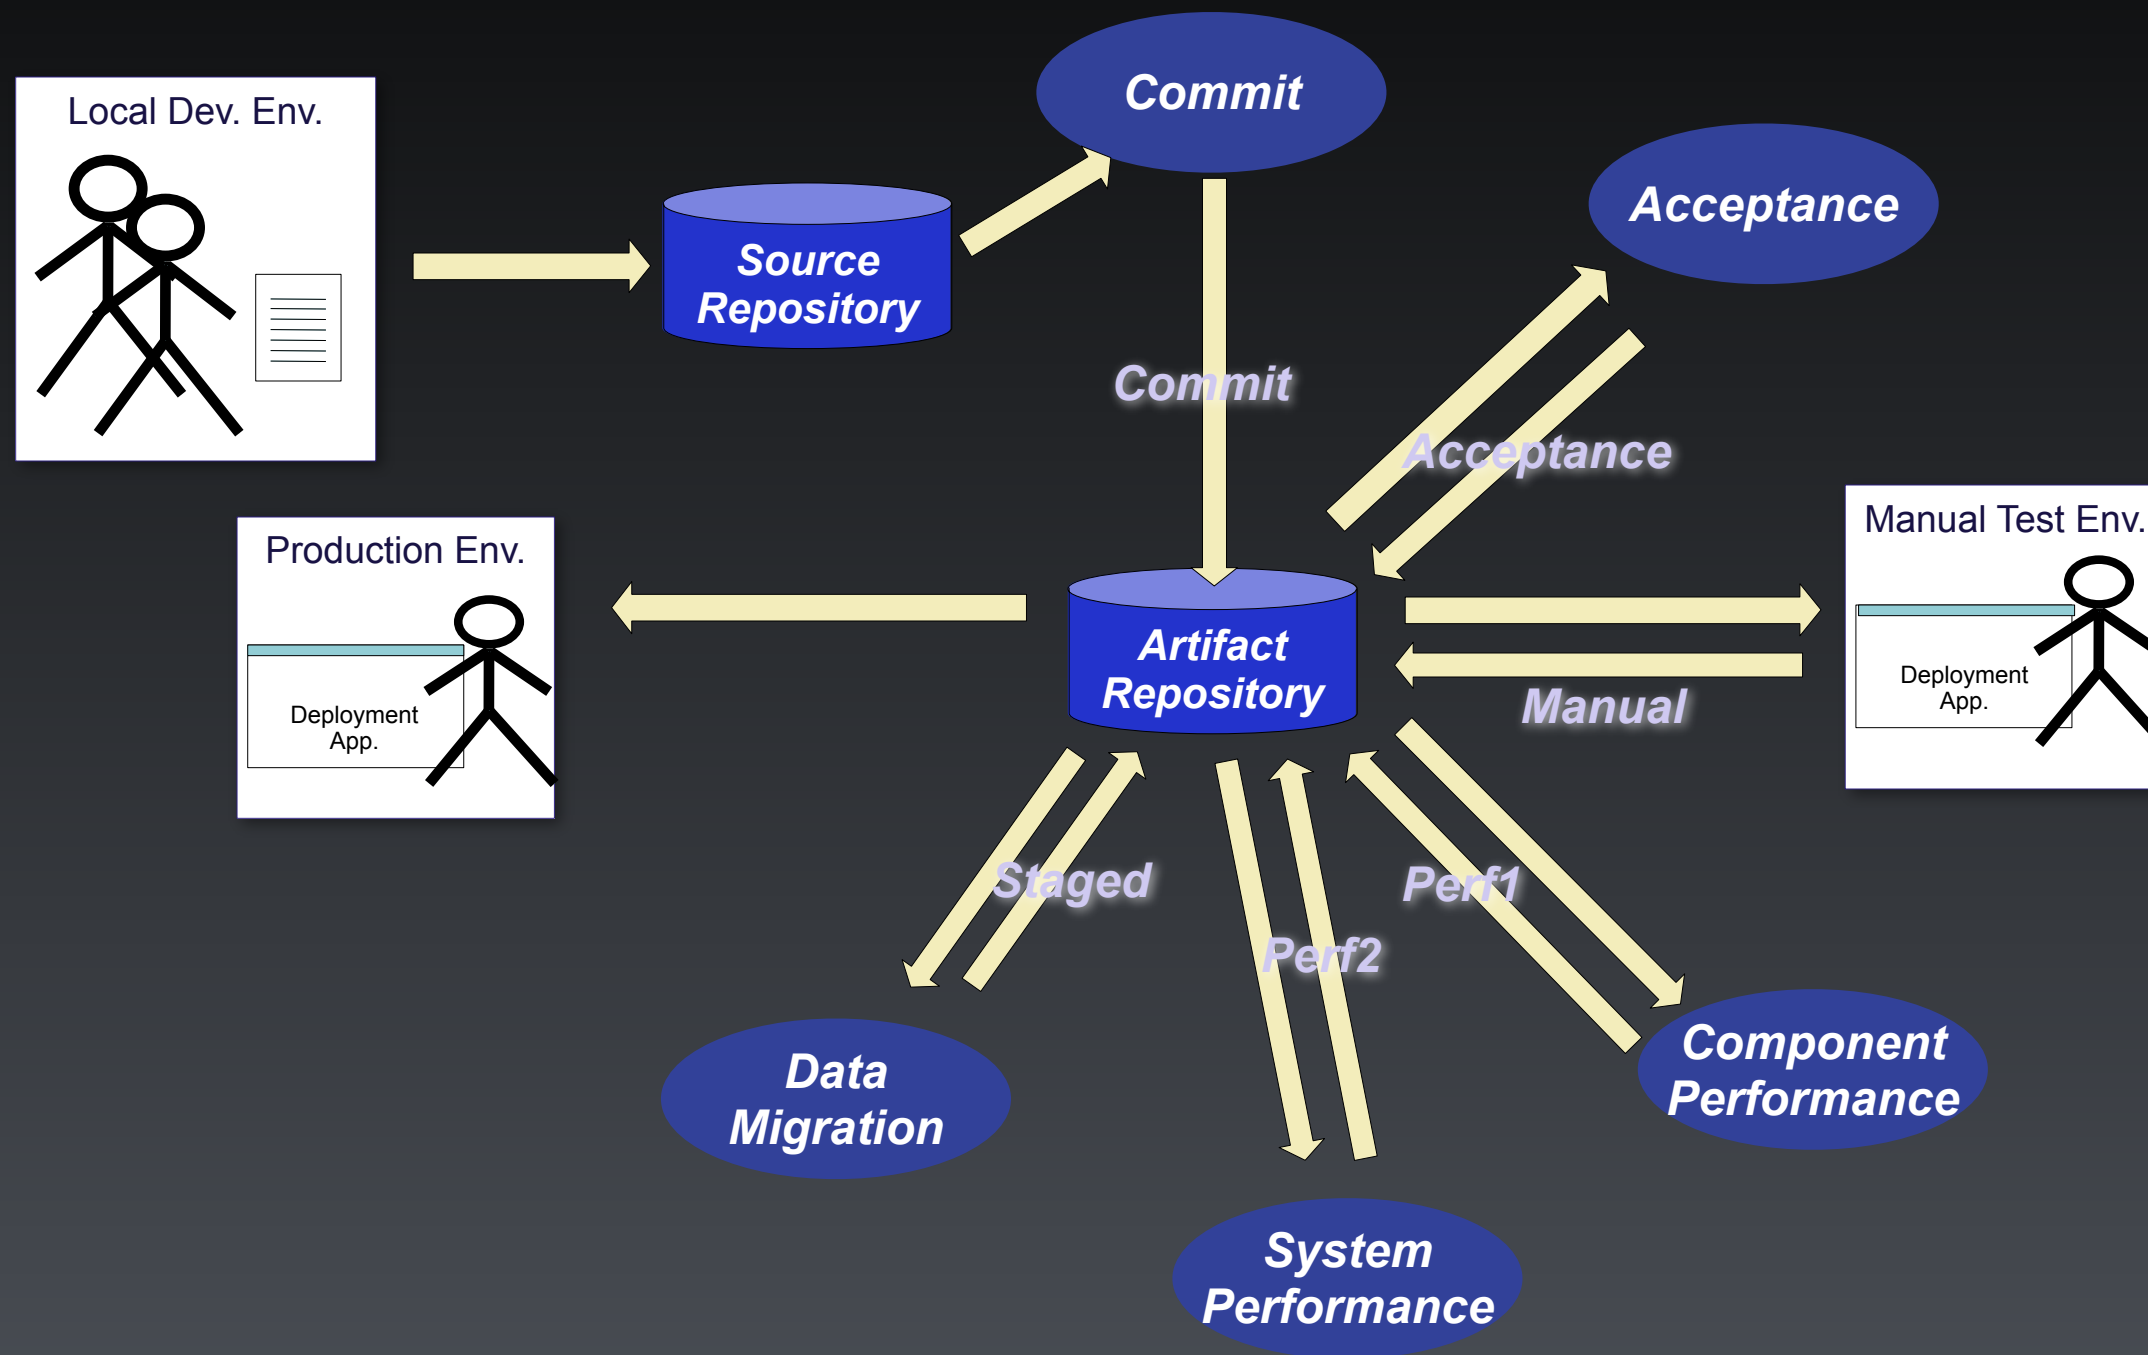 Commit
Local Dev. Env.
Acceptance
Source
Repository
Commit
Acceptance
Manual Test Env.
Production Env.
Artifact
Repository
Deployment
App.
Manual
Deployment
App.
Staged
Perf1
Perf2
Component
Performance
Data
Migration
System
Performance